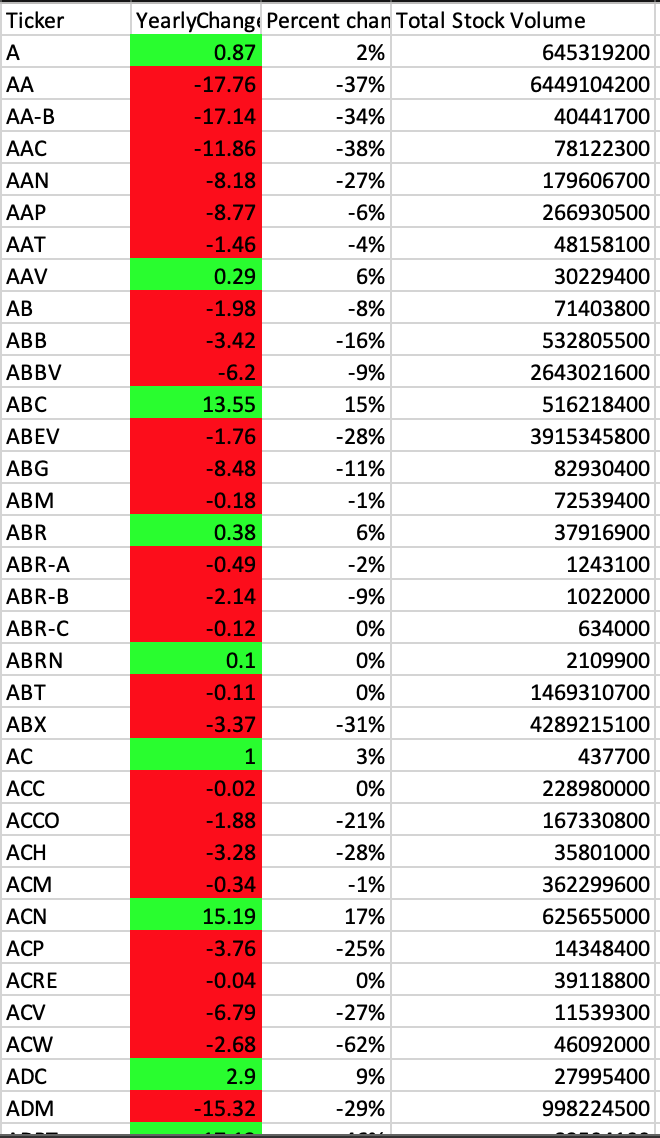 Ticker YearlyChange Percent chan Total Stock Volume
A 0.87 2% 645319200
AA -17.76 -37% 6449104200
AA-B -17.14 -34% 40441700
AAC -11.86 -38% 78122300
AAN -8.18 -27% 179606700
AAP -8.77 -6% 266930500
AAT -1.46 -4% 48158100
AAV 0.29 6% 30229400
AB -1.98 -8% 71403800
ABB -3.42 -16% 532805500
ABBV -6.2 -9% 2643021600
ABC 13.55 15% 516218400
ABEV -1.76 -28% 3915345800
ABG -8.48 -11% 82930400
ABM -0.18 -1% 72539400
ABR 0.38 6% 37916900
ABR-A -0.49 -2% 1243100
ABR-B -2.14 -9% 1022000
ABR-C -0.12 0% 634000
ABRN 0.1 0% 2109900
ABT -0.11 0% 1469310700
ABX -3.37 -31% 4289215100
AC 1 3% 437700
ACC -0.02 0% 228980000
ACCO -1.88 -21% 167330800
ACH -3.28 -28% 35801000
ACM -0.34 -1% 362299600
ACN 15.19 17% 625655000
ACP -3.76 -25% 14348400
ACRE -0.04 0% 39118800
ACV -6.79 -27% 11539300
ACW -2.68 -62% 46092000
ADC 2.9 9% 27995400
ADM -15.32 -29% 998224500